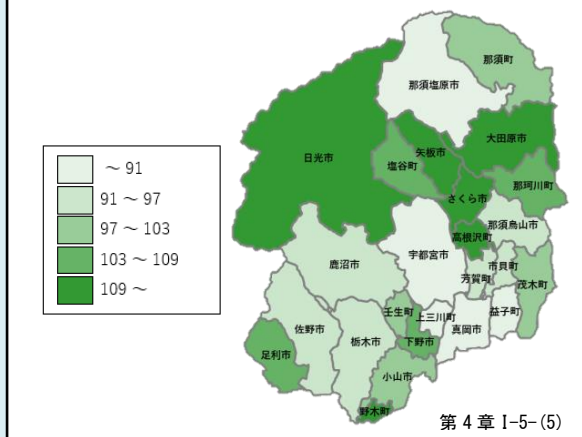 那須町
那須塩原市
大田原市
日光市
矢板市
塩谷町
那珂川町
さくら市
那須烏山市
高根沢町
宇都宮市
市貝町
鹿沼市
芳賀町
茂木町
壬生町
上三川町
益子町
真岡市
佐野市
栃木市
下野市
足利市
小山市
野木町
～ 91
91 ～ 97
97 ～ 103
103 ～ 109
109 ～
第 4 章 I-5-(5)